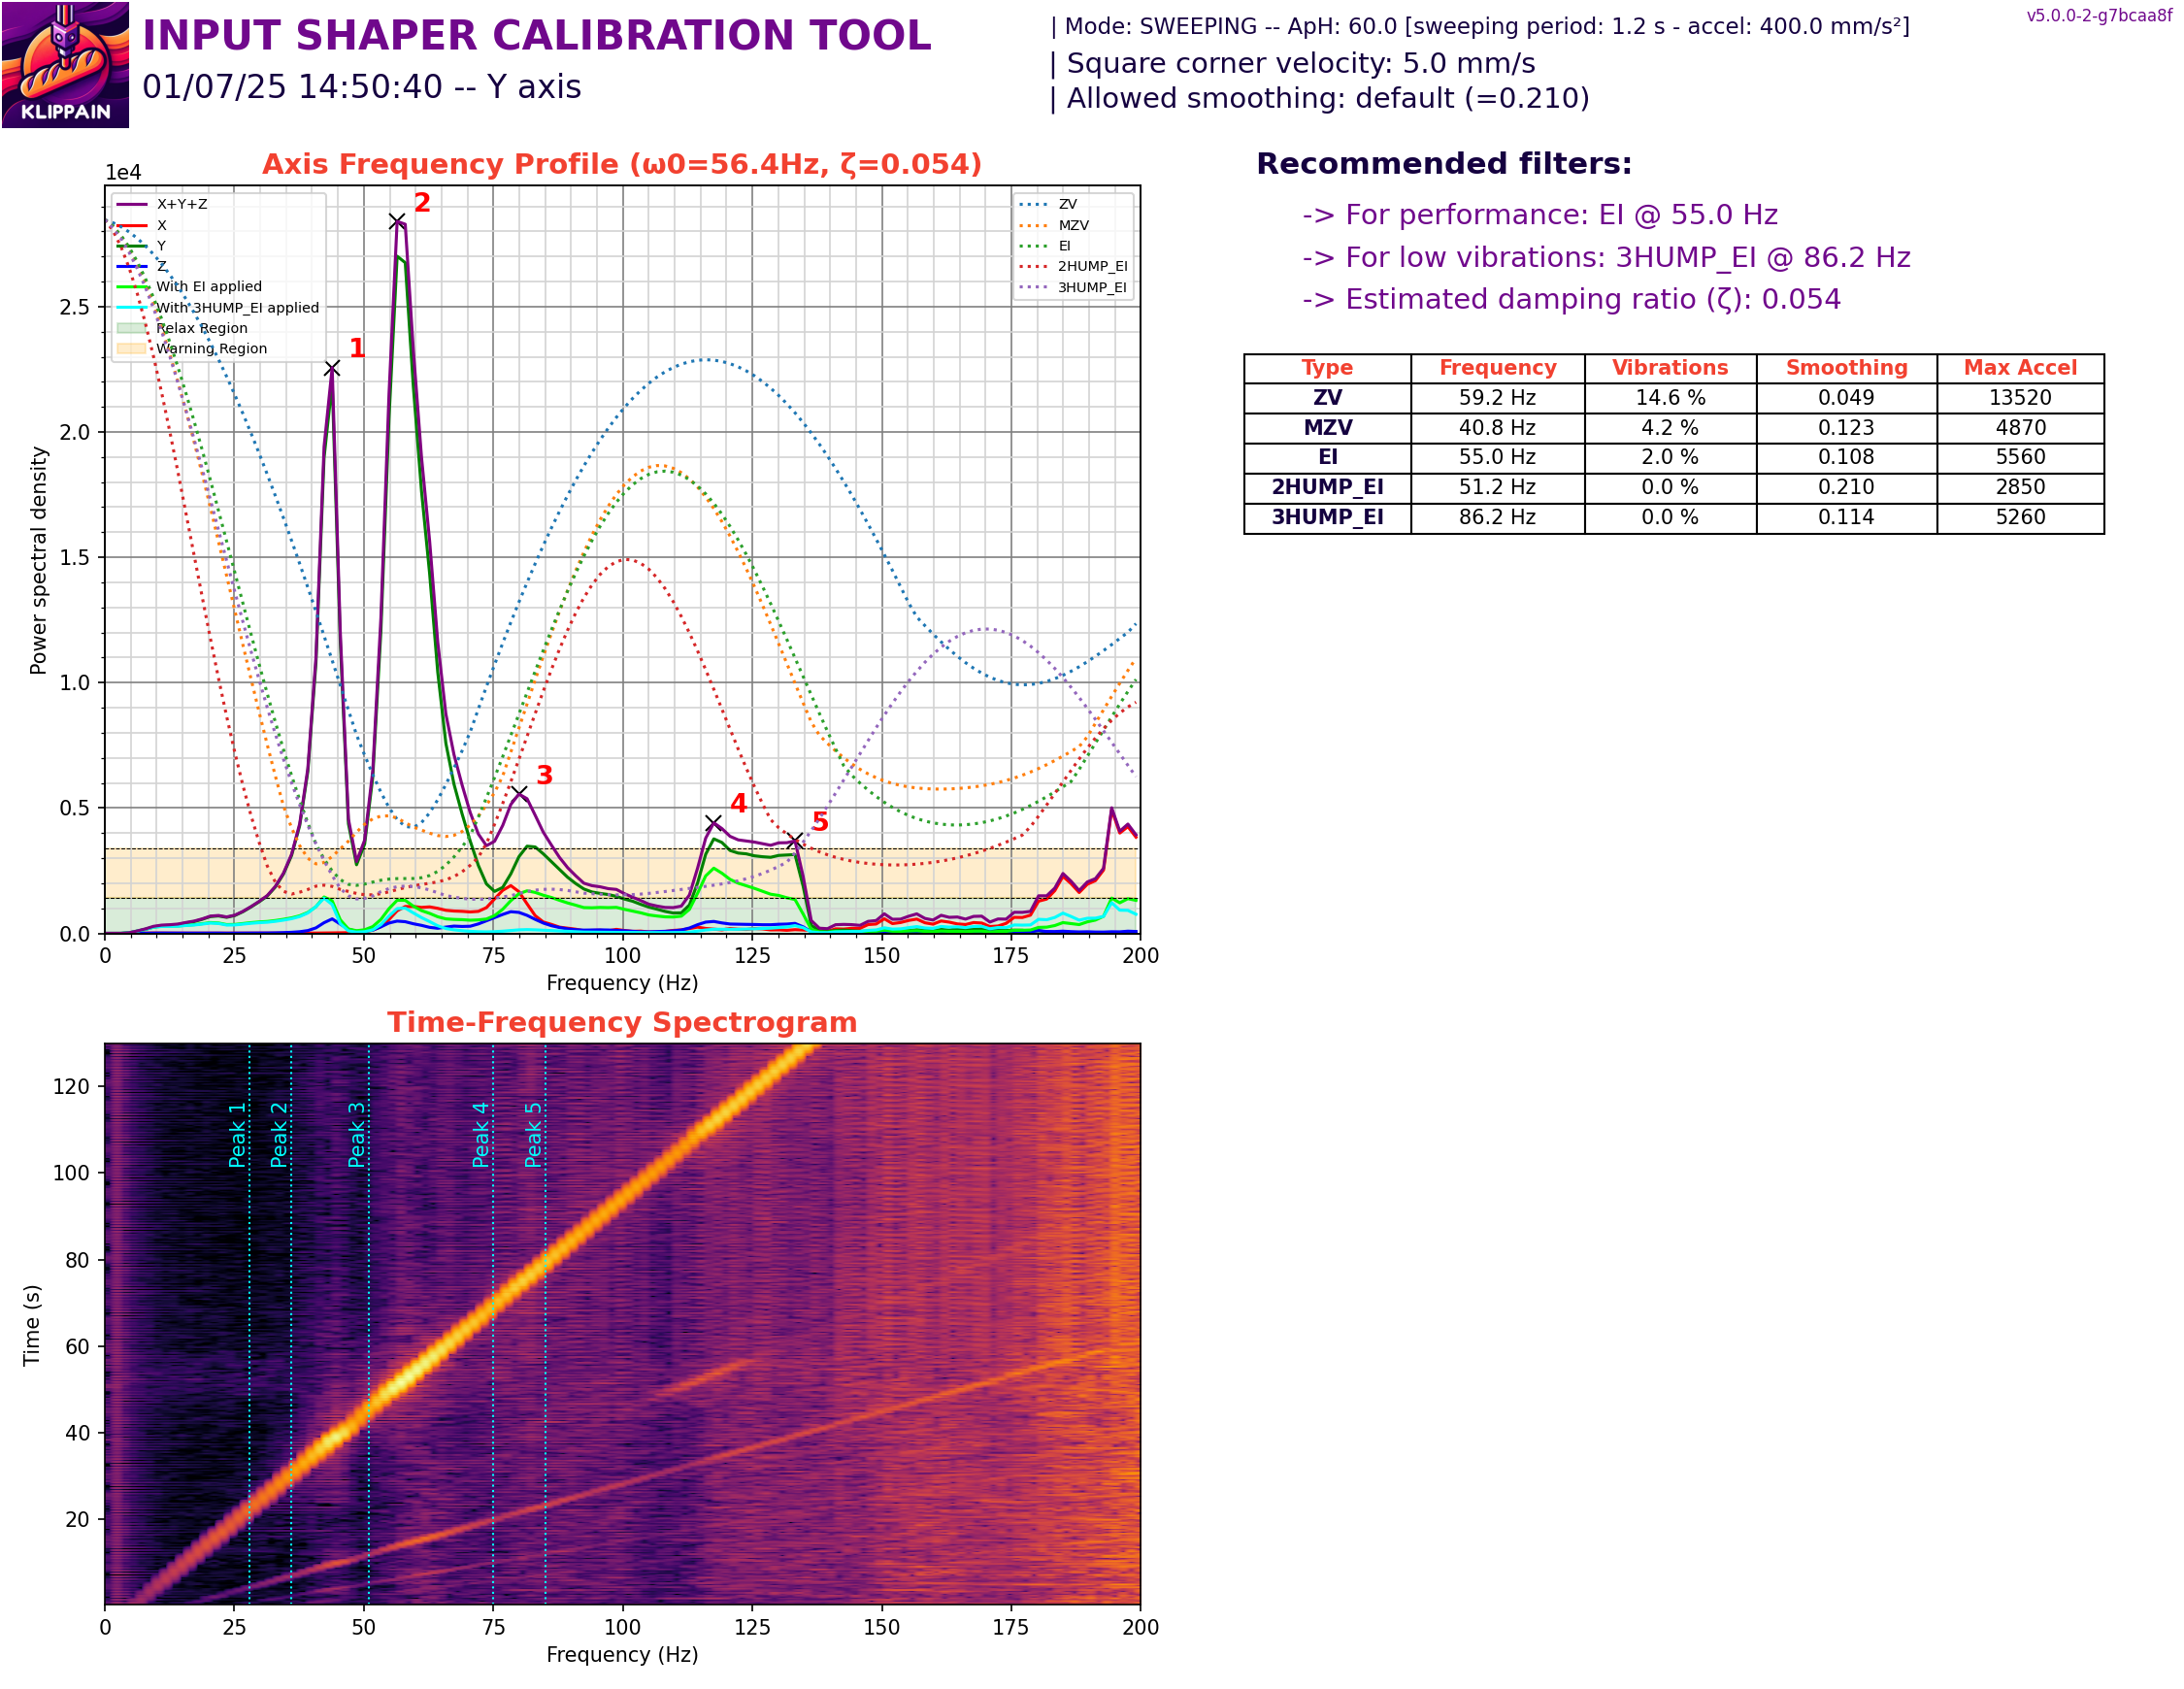 INPUT SHAPER CALIBRATION TOOL
01/07/25 14:50:40 -- Y axis
KLIPPAIN
| Mode: SWEEPING -- ApH: 60.0 [sweeping period: 1.2 s - accel: 400.0 mm/s²]
| Square corner velocity: 5.0 mm/s
| Allowed smoothing: default (=0.210)
v5.0.0-2-g7bcaa8f
Axis Frequency Profile (ω0=56.4Hz, ζ=0.054)
1e4
X+Y+Z
X
Y
Z
With EI applied
With 3HUMP_EI applied
Relax Region
Warning Region
ZV
MZV
EI
2HUMP_EI
3HUMP_EI
1
2
3
4
5
Power spectral density
2.5
2.0
1.5
1.0
0.5
0.0
0 25 50 75 100 125 150 175 200
Frequency (Hz)
Recommended filters:
-> For performance: EI @ 55.0 Hz
-> For low vibrations: 3HUMP_EI @ 86.2 Hz
-> Estimated damping ratio (ζ): 0.054
Type Frequency Vibrations Smoothing Max Accel
ZV 59.2 Hz 14.6 % 0.049 13520
MZV 40.8 Hz 4.2 % 0.123 4870
EI 55.0 Hz 2.0 % 0.108 5560
2HUMP_EI 51.2 Hz 0.0 % 0.210 2850
3HUMP_EI 86.2 Hz 0.0 % 0.114 5260
Time-Frequency Spectrogram
Time (s)
120
100
80
60
40
20
Peak 1
Peak 2
Peak 3
Peak 4
Peak 5
0 25 50 75 100 125 150 175 200
Frequency (Hz)